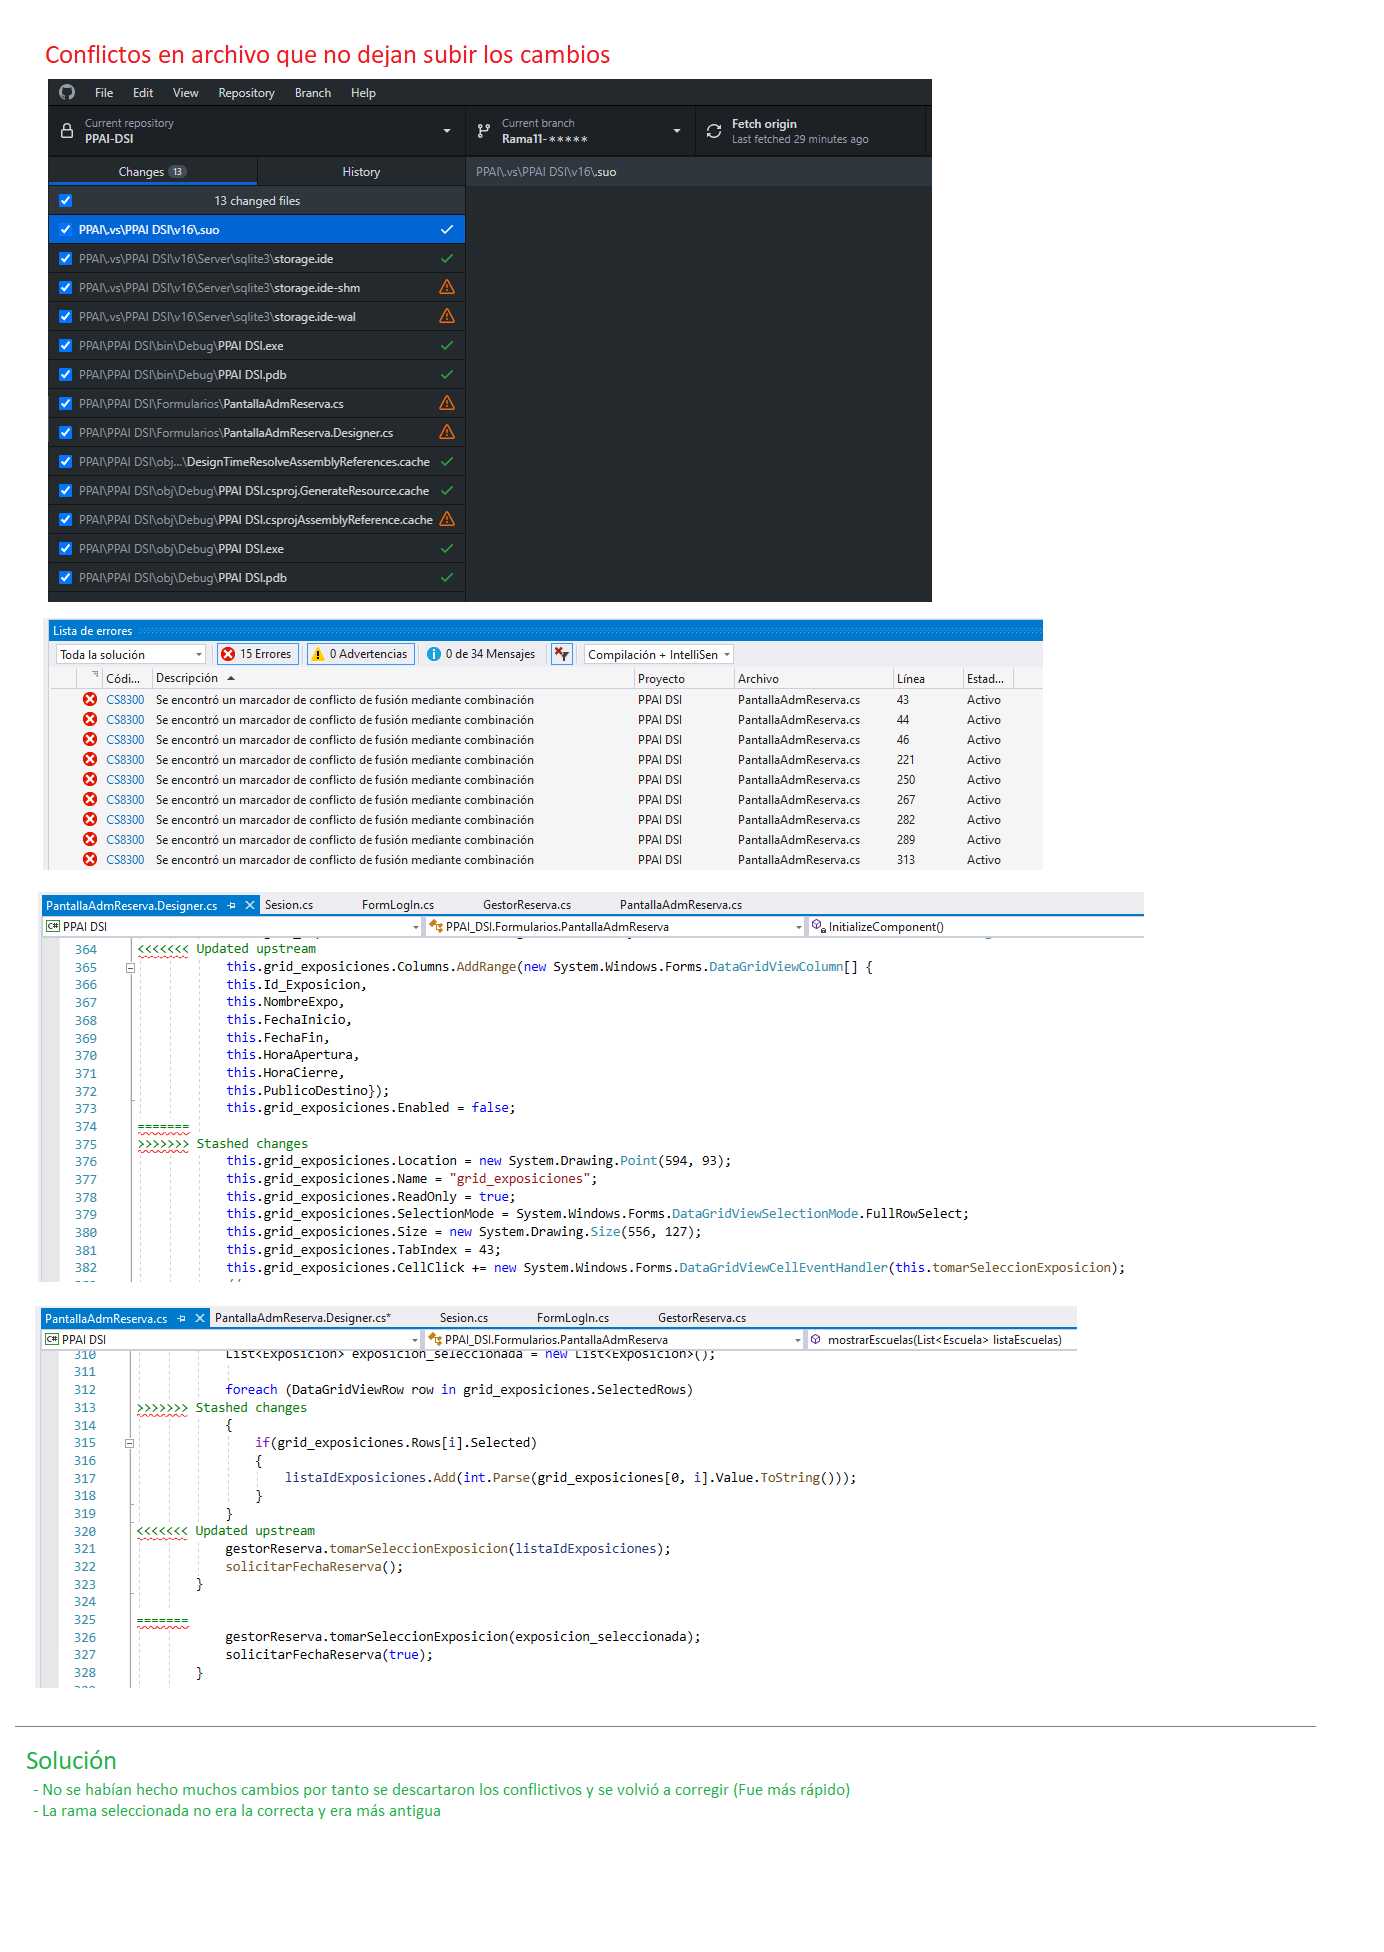 Conflictos en archivo que no dejan subir los cambios
File Edit View Repository Branch Help
Current repository
PPAI-DSI
Current branch
Rama11-*****
Fetch origin
Last fetched 29 minutes ago
Changes 13
History
PPAI\.vs\PPAI DSI\v16\.suo
13 changed files
PPAI\.vs\PPAI DSI\v16\.suo
PPAI\.vs\PPAI DSI\v16\Server\sqlite3\storage.ide
PPAI\.vs\PPAI DSI\v16\Server\sqlite3\storage.ide-shm
PPAI\.vs\PPAI DSI\v16\Server\sqlite3\storage.ide-wal
PPAI\PPAI DSI\bin\Debug\PPAI DSI.exe
PPAI\PPAI DSI\bin\Debug\PPAI DSI.pdb
PPAI\PPAI DSI\Formularios\PantallaAdmReserva.cs
PPAI\PPAI DSI\Formularios\PantallaAdmReserva.Designer.cs
PPAI\PPAI DSI\obj...\DesignTimeResolveAssemblyReferences.cache
PPAI\PPAI DSI\obj\Debug\PPAI DSI.csproj.GenerateResource.cache
PPAI\PPAI DSI\obj\Debug\PPAI DSI.csprojAssemblyReference.cache
PPAI\PPAI DSI\obj\Debug\PPAI DSI.exe
PPAI\PPAI DSI\obj\Debug\PPAI DSI.pdb
Lista de errores
Toda la solución 15 Errores 0 Advertencias 0 de 34 Mensajes Compilación + IntelliSen
Códi... Descripción Proyecto Archivo Línea Estad...
CS8300 Se encontró un marcador de conflicto de fusión mediante combinación PPAI DSI PantallaAdmReserva.cs 43 Activo
CS8300 Se encontró un marcador de conflicto de fusión mediante combinación PPAI DSI PantallaAdmReserva.cs 44 Activo
CS8300 Se encontró un marcador de conflicto de fusión mediante combinación PPAI DSI PantallaAdmReserva.cs 46 Activo
CS8300 Se encontró un marcador de conflicto de fusión mediante combinación PPAI DSI PantallaAdmReserva.cs 221 Activo
CS8300 Se encontró un marcador de conflicto de fusión mediante combinación PPAI DSI PantallaAdmReserva.cs 250 Activo
CS8300 Se encontró un marcador de conflicto de fusión mediante combinación PPAI DSI PantallaAdmReserva.cs 267 Activo
CS8300 Se encontró un marcador de conflicto de fusión mediante combinación PPAI DSI PantallaAdmReserva.cs 282 Activo
CS8300 Se encontró un marcador de conflicto de fusión mediante combinación PPAI DSI PantallaAdmReserva.cs 289 Activo
CS8300 Se encontró un marcador de conflicto de fusión mediante combinación PPAI DSI PantallaAdmReserva.cs 313 Activo
PantallaAdmReserva.Designer.cs Sesion.cs FormLogIn.cs GestorReserva.cs PantallaAdmReserva.cs
C# PPAI DSI PPAI_DSI.Formularios.PantallaAdmReserva InitializeComponent()
364 <<<<<<< Updated upstream
365 this.grid_exposiciones.Columns.AddRange(new System.Windows.Forms.DataGridViewColumn[] {
366 this.Id_Exposicion,
367 this.NombreExpo,
368 this.FechaInicio,
369 this.FechaFin,
370 this.HoraApertura,
371 this.HoraCierre,
372 this.PublicoDestino});
373 this.grid_exposiciones.Enabled = false;
374 =======
375 >>>>>>> Stashed changes
376 this.grid_exposiciones.Location = new System.Drawing.Point(594, 93);
377 this.grid_exposiciones.Name = "grid_exposiciones";
378 this.grid_exposiciones.ReadOnly = true;
379 this.grid_exposiciones.SelectionMode = System.Windows.Forms.DataGridViewSelectionMode.FullRowSelect;
380 this.grid_exposiciones.Size = new System.Drawing.Size(556, 127);
381 this.grid_exposiciones.TabIndex = 43;
382 this.grid_exposiciones.CellClick += new System.Windows.Forms.DataGridViewCellEventHandler(this.tomarSeleccionExposicion);
PantallaAdmReserva.cs PantallaAdmReserva.Designer.cs* Sesion.cs FormLogIn.cs GestorReserva.cs
C# PPAI DSI PPAI_DSI.Formularios.PantallaAdmReserva mostrarEscuelas(List<Escuela> listaEscuelas)
310 List<Exposicion> exposicion_seleccionada = new List<Exposicion>();
311
312 foreach (DataGridViewRow row in grid_exposiciones.SelectedRows)
313 >>>>>>> Stashed changes
314 {
315 if(grid_exposiciones.Rows[i].Selected)
316 {
317 listaIdExposiciones.Add(int.Parse(grid_exposiciones[0, i].Value.ToString()));
318 }
319 }
320 <<<<<<< Updated upstream
321 gestorReserva.tomarSeleccionExposicion(listaIdExposiciones);
322 solicitarFechaReserva();
323 }
324
325 =======
326 gestorReserva.tomarSeleccionExposicion(exposicion_seleccionada);
327 solicitarFechaReserva(true);
328 }
Solución
- No se habían hecho muchos cambios por tanto se descartaron los conflictivos y se volvió a corregir (Fue más rápido)
- La rama seleccionada no era la correcta y era más antigua